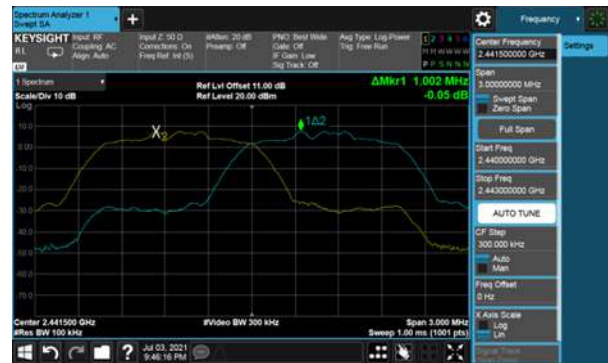 Spectrum Analyzer 1
Swept SA
Frequency
KEYSIGHT
Input: RF
Coupling: AC
Align: Auto
Input Z: 50 Ω
Corrections: On
Freq Ref: Int (S)
#Atten: 20 dB
Preamp: Off
PNO: Best Wide
Gate: Off
IF Gain: Low
Sig Track: Off
Avg Type: Log-Power
Trig: Free Run
1 2 3 4 5 6
RL
Center Frequency
2.441500000 GHz
Settings
Span
3.00000000 MHz
Swept Span
Zero Span
Full Span
Start Freq
2.440000000 GHz
Stop Freq
2.443000000 GHz
AUTO TUNE
CF Step
300.000 kHz
Auto
Man
Freq Offset
0 Hz
X Axis Scale
Log
Lin
1 Spectrum
Scale/Div 10 dB
Log
Ref Lvl Offset 11.00 dB
Ref Level 20.00 dBm
ΔMkr1 1.002 MHz
-0.05 dB
10.0
0.00
-10.0
-20.0
-30.0
-40.0
-50.0
-60.0
-70.0
X2
1Δ2
Center 2.441500 GHz
#Res BW 100 kHz
#Video BW 300 kHz
Span 3.000 MHz
Sweep 1.00 ms (1001 pts)
Jul 03, 2021
9:46:16 PM